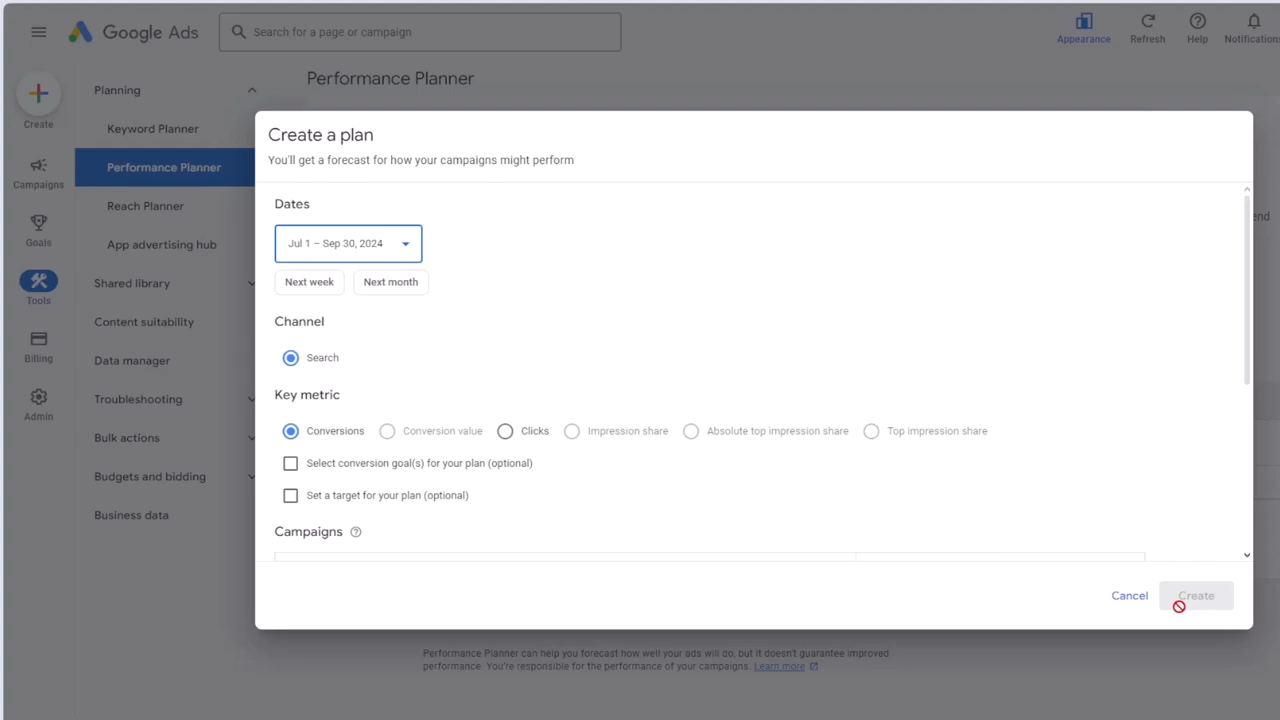 Google Ads
Search for a page or campaign
Appearance
Refresh
Help
Notifications
Create
Campaigns
Goals
Tools
Billing
Admin
Planning
Keyword Planner
Performance Planner
Reach Planner
App advertising hub
Shared library
Content suitability
Data manager
Troubleshooting
Bulk actions
Budgets and bidding
Business data
Performance Planner
Create a plan
You'll get a forecast for how your campaigns might perform
Dates
Jul 1 – Sep 30, 2024
Next week Next month
Channel
Search
Key metric
Conversions Conversion value Clicks Impression share Absolute top impression share Top impression share
Select conversion goal(s) for your plan (optional)
Set a target for your plan (optional)
Campaigns
Cancel Create
Performance Planner can help you forecast how well your ads will do, but it doesn't guarantee improved
performance. You're responsible for the performance of your campaigns. Learn more